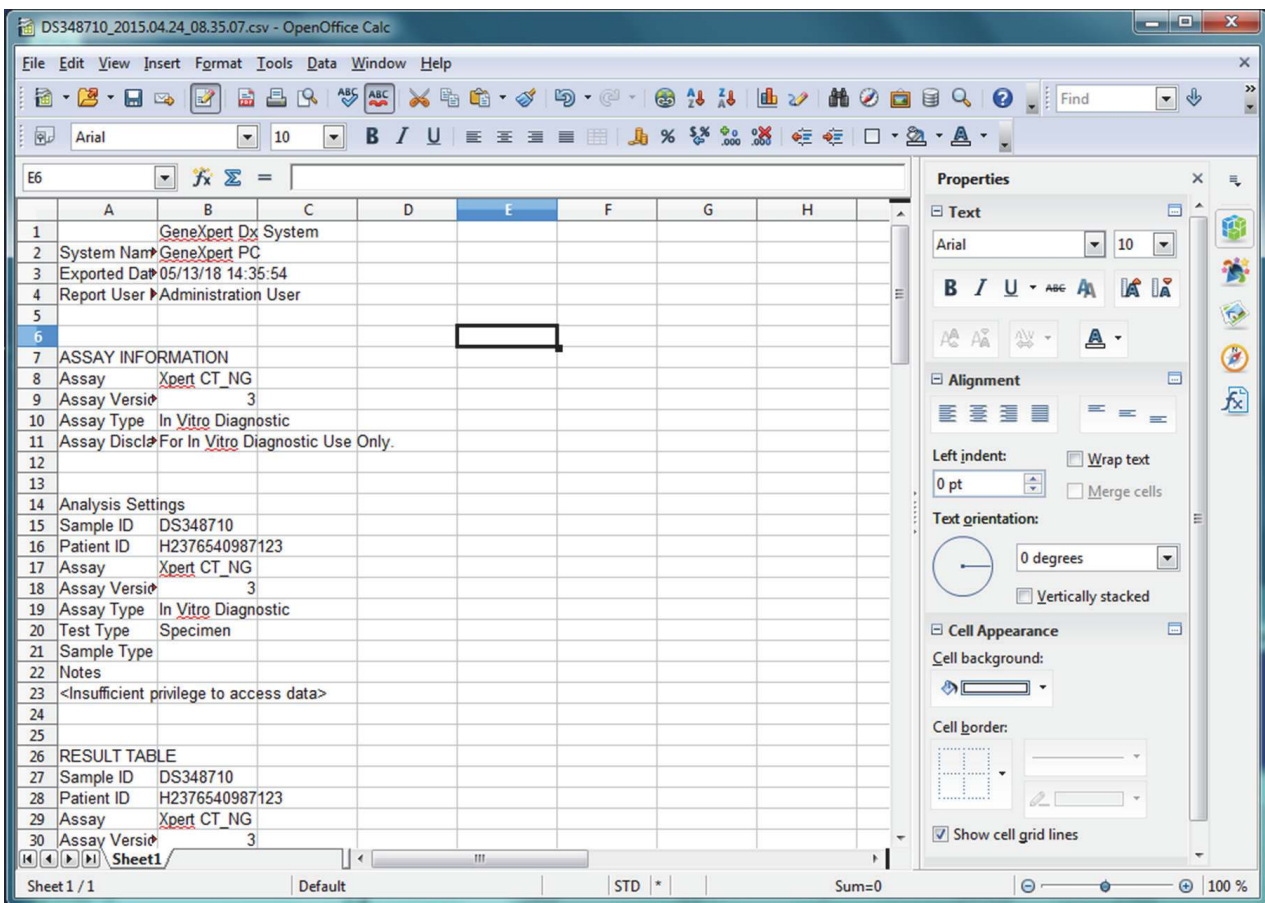 DS348710_2015.04.24_08.35.07.csv - OpenOffice Calc
File Edit View Insert Format Tools Data Window Help
Find
Arial 10
E6
A B C D E F G H
1 GeneXpert Dx System
2 System Nam GeneXpert PC
3 Exported Dat 05/13/18 14:35:54
4 Report User Administration User
5
6
7 ASSAY INFORMATION
8 Assay Xpert CT_NG
9 Assay Versio 3
10 Assay Type In Vitro Diagnostic
11 Assay Discla For In Vitro Diagnostic Use Only.
12
13
14 Analysis Settings
15 Sample ID DS348710
16 Patient ID H2376540987123
17 Assay Xpert CT_NG
18 Assay Versio 3
19 Assay Type In Vitro Diagnostic
20 Test Type Specimen
21 Sample Type
22 Notes
23 <Insufficient privilege to access data>
24
25
26 RESULT TABLE
27 Sample ID DS348710
28 Patient ID H2376540987123
29 Assay Xpert CT_NG
30 Assay Versio 3
Sheet1
Sheet 1 / 1 Default STD * Sum=0 100 %
Properties
Text
Arial 10
Alignment
Left indent:
Wrap text
0 pt
Merge cells
Text orientation:
0 degrees
Vertically stacked
Cell Appearance
Cell background:
Cell border:
Show cell grid lines